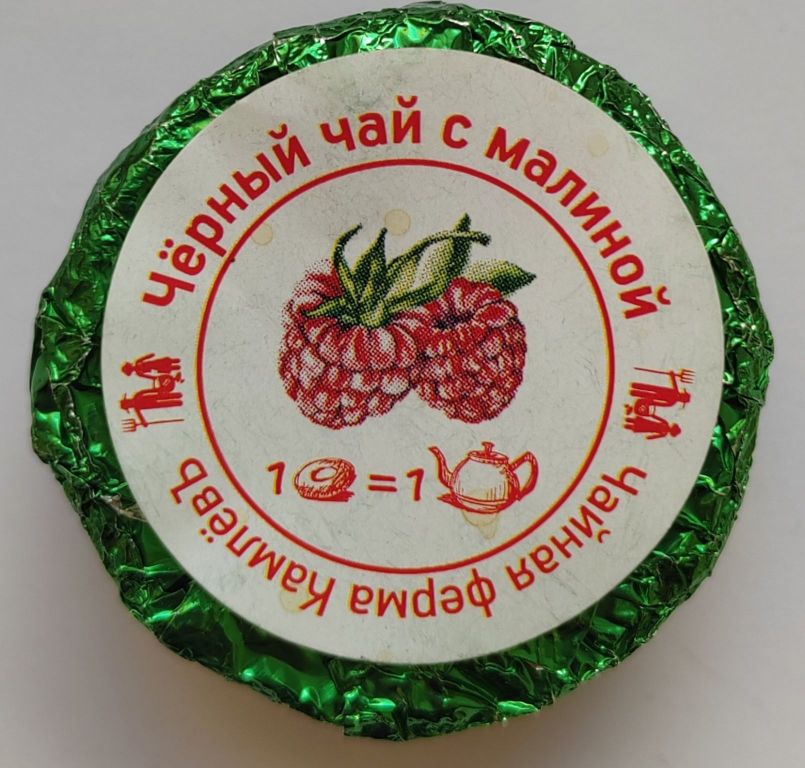 Чёрный чай с малиной
1 = 1
Чайная ферма Камлёвъ